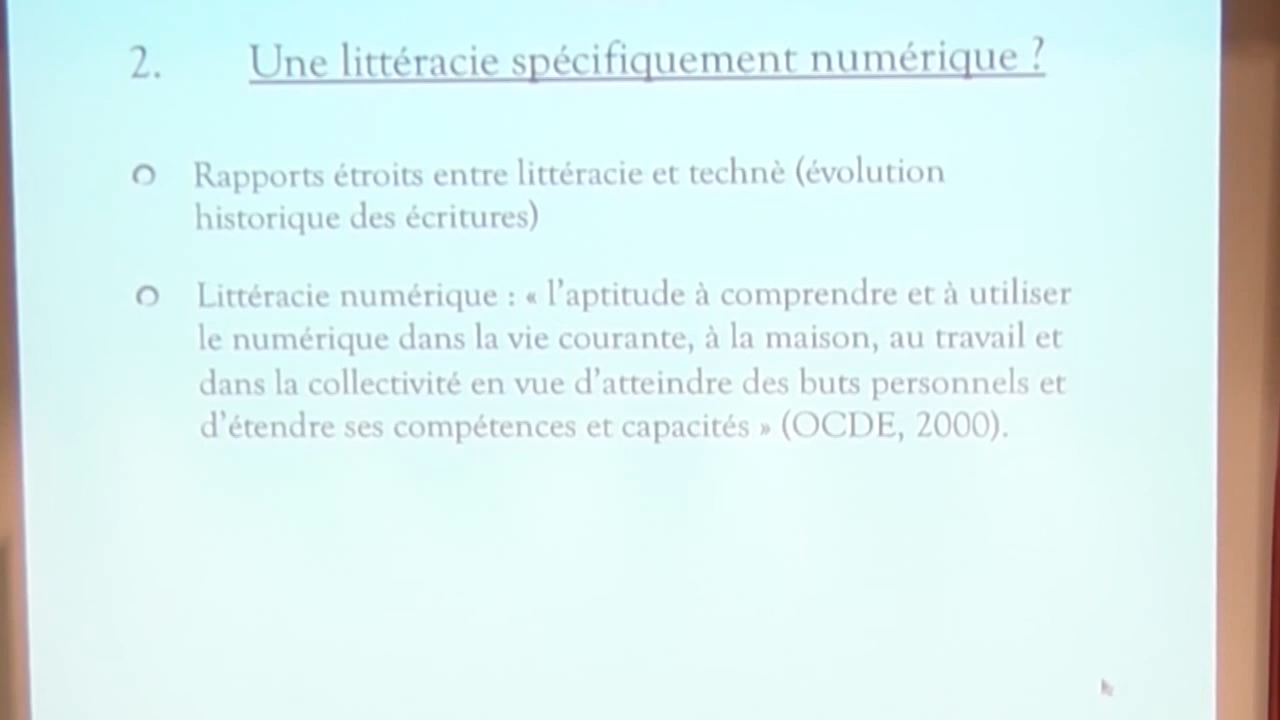 2. Une littéracie spécifiquement numérique ?
Rapports étroits entre littéracie et technè (évolution
historique des écritures)
Littéracie numérique : « l’aptitude à comprendre et à utiliser
le numérique dans la vie courante, à la maison, au travail et
dans la collectivité en vue d’atteindre des buts personnels et
d’étendre ses compétences et capacités » (OCDE, 2000).